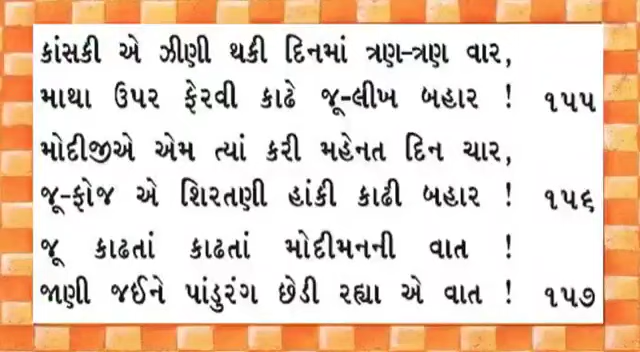 કાંસકી એ ઝીણી થકી દિનમાં ત્રણ-ત્રણ વાર,
માથા ઉપર ફેરવી કાઢે જૂ-લીખ બહાર ! ૧૫૫
મોદીજીએ એમ ત્યાં કરી મહેનત દિન ચાર,
જૂ-ફોજ એ શિરતણી હાંકી કાઢી બહાર ! ૧૫૬
જૂ કાઢતાં કાઢતાં મોદીમનની વાત !
જાણી જઈને પાંડુરંગ છેડી રહ્યા એ વાત ! ૧૫૭